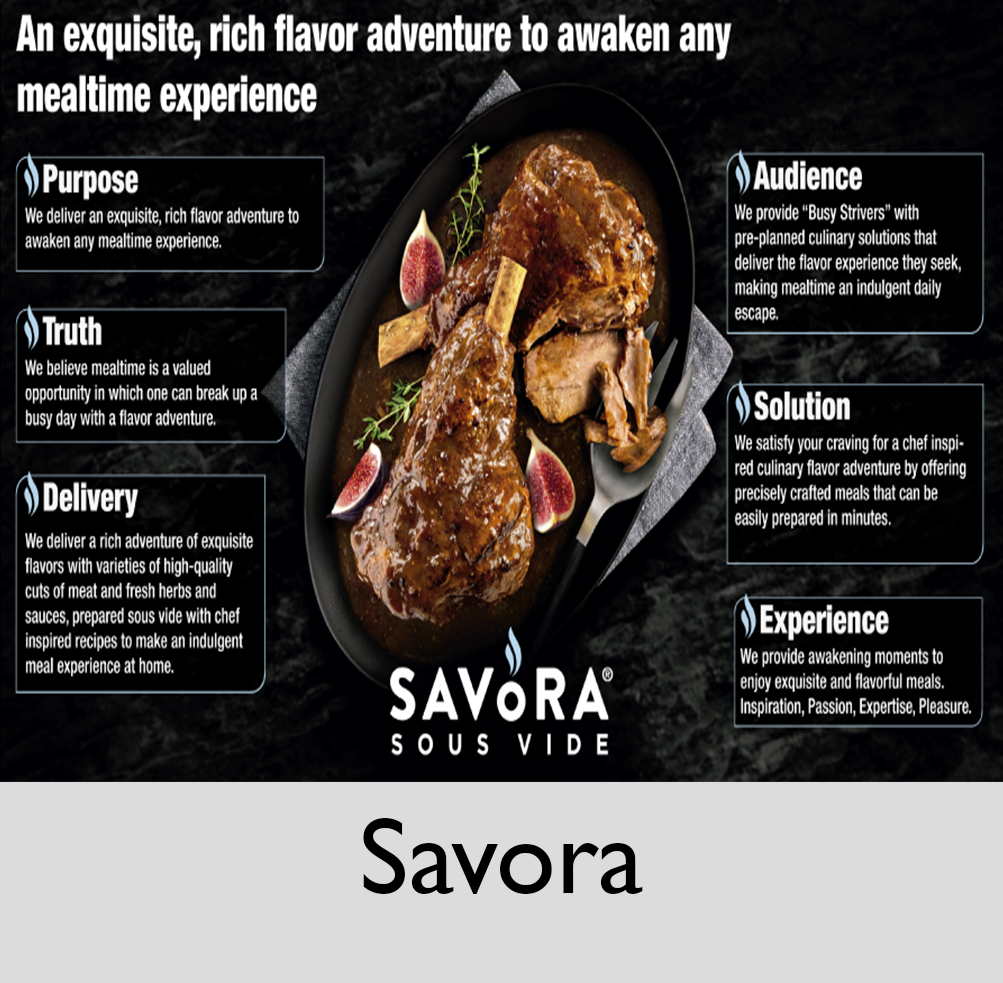 An exquisite, rich flavor adventure to awaken any
mealtime experience
Purpose
We deliver an exquisite, rich flavor adventure to
awaken any mealtime experience.
Truth
We believe mealtime is a valued
opportunity in which one can break up a
busy day with a flavor adventure.
Delivery
We deliver a rich adventure of exquisite
flavors with varieties of high-quality
cuts of meat and fresh herbs and
sauces, prepared sous vide with chef
inspired recipes to make an indulgent
meal experience at home.
Audience
We provide “Busy Strivers” with
pre-planned culinary solutions that
deliver the flavor experience they seek,
making mealtime an indulgent daily
escape.
Solution
We satisfy your craving for a chef inspi-
red culinary flavor adventure by offering
precisely crafted meals that can be
easily prepared in minutes.
Experience
We provide awakening moments to
enjoy exquisite and flavorful meals.
Inspiration, Passion, Expertise, Pleasure.
SAVORA®
SOUS VIDE
Savora